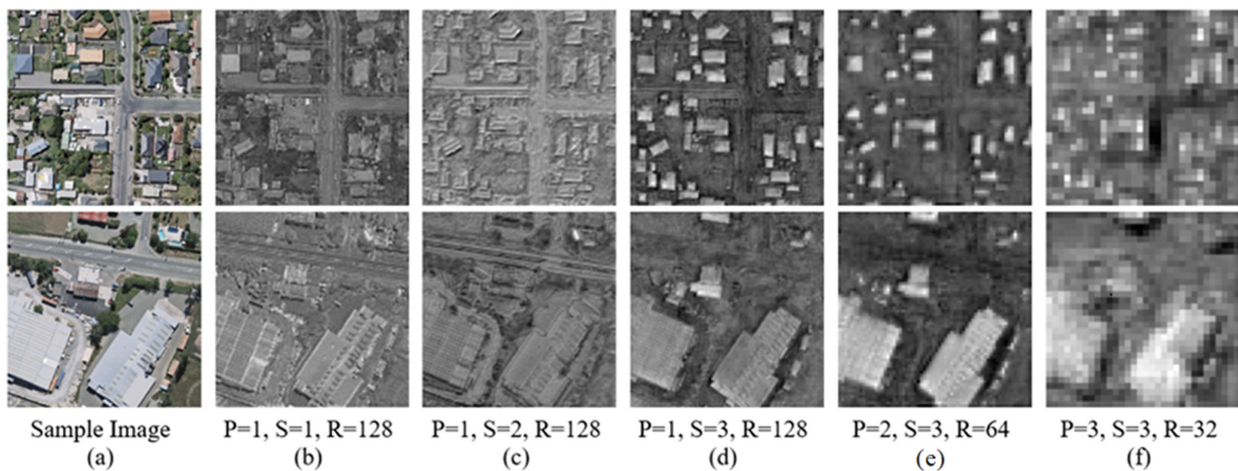 Sample Image P=1, S=1, R=128 P=1, S=2, R=128 P=1, S=3, R=128 P=2, S=3, R=64 P=3, S=3, R=32
(a) (b) (c) (d) (e) (f)